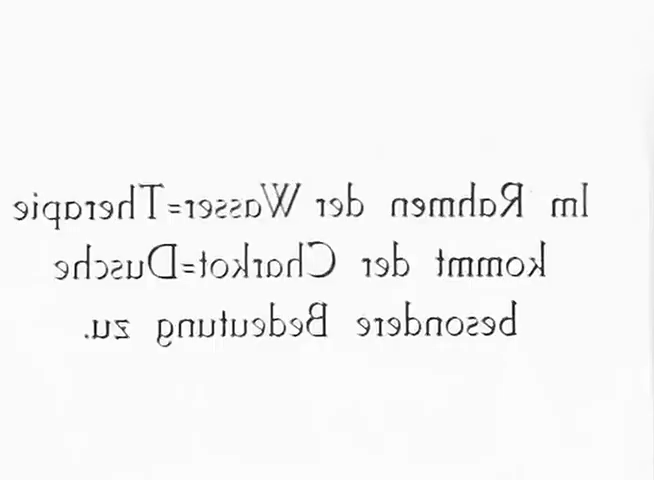 Im Rahmen der Wasser=Therapie
kommt der Charkot=Dusche
besondere Bedeutung zu.